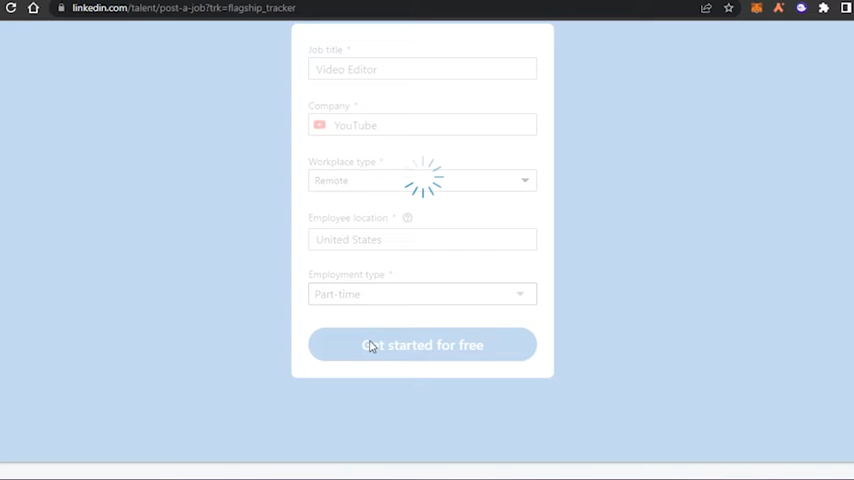 linkedin.com/talent/post-a-job?trk=flagship_tracker
Job title *
Video Editor
Company *
YouTube
Workplace type *
Remote
Employee location *
United States
Employment type *
Part-time
Get started for free